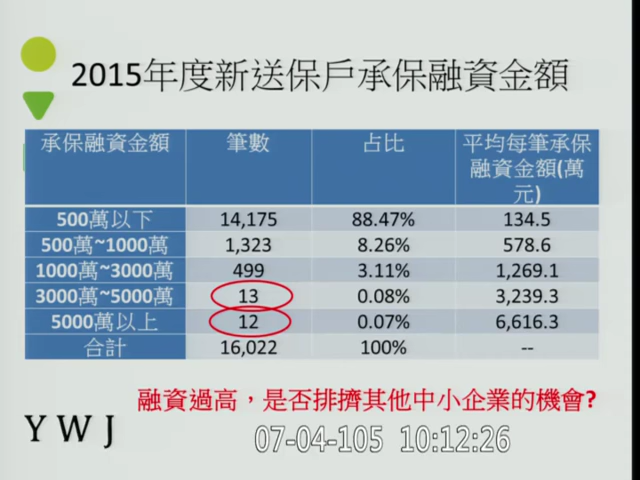 2015年度新送保戶承保融資金額
承保融資金額 筆數 占比 平均每筆承保融資金額(萬元)
500萬以下 14,175 88.47% 134.5
500萬~1000萬 1,323 8.26% 578.6
1000萬~3000萬 499 3.11% 1,269.1
3000萬~5000萬 13 0.08% 3,239.3
5000萬以上 12 0.07% 6,616.3
合計 16,022 100% --
融資過高，是否排擠其他中小企業的機會?
YWJ
07-04-105 10:12:26